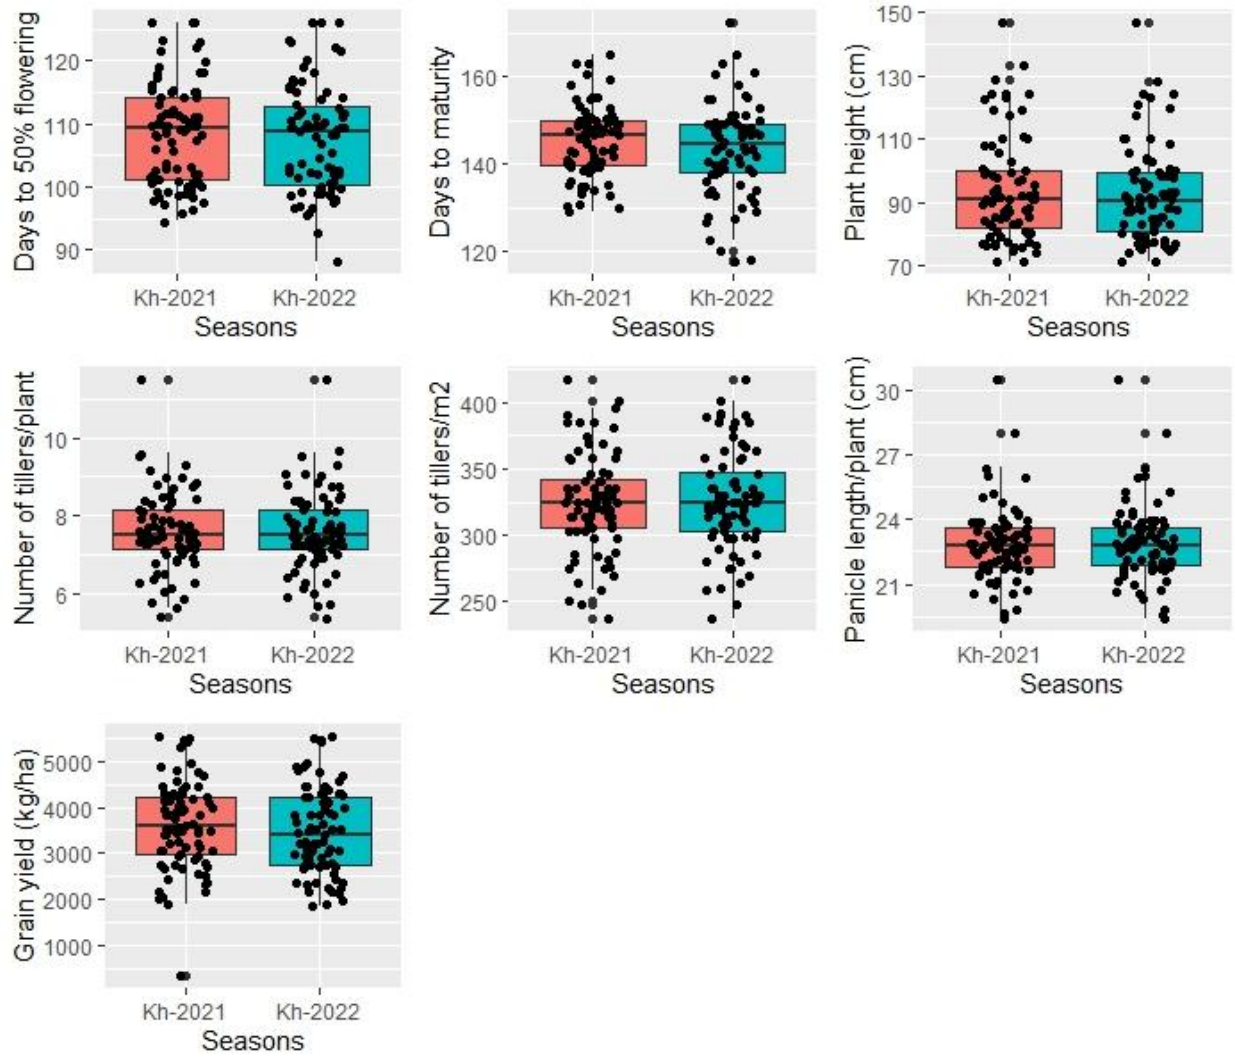 Days to 50% flowering
120
110
100
90
Kh-2021 Kh-2022
Seasons
Days to maturity
160
140
120
Kh-2021 Kh-2022
Seasons
Plant height (cm)
150
130
110
90
70
Kh-2021 Kh-2022
Seasons
Number of tillers/plant
10
8
6
Kh-2021 Kh-2022
Seasons
Number of tillers/m2
400
350
300
250
Kh-2021 Kh-2022
Seasons
Panicle length/plant (cm)
30
27
24
21
Kh-2021 Kh-2022
Seasons
Grain yield (kg/ha)
5000
4000
3000
2000
1000
Kh-2021 Kh-2022
Seasons